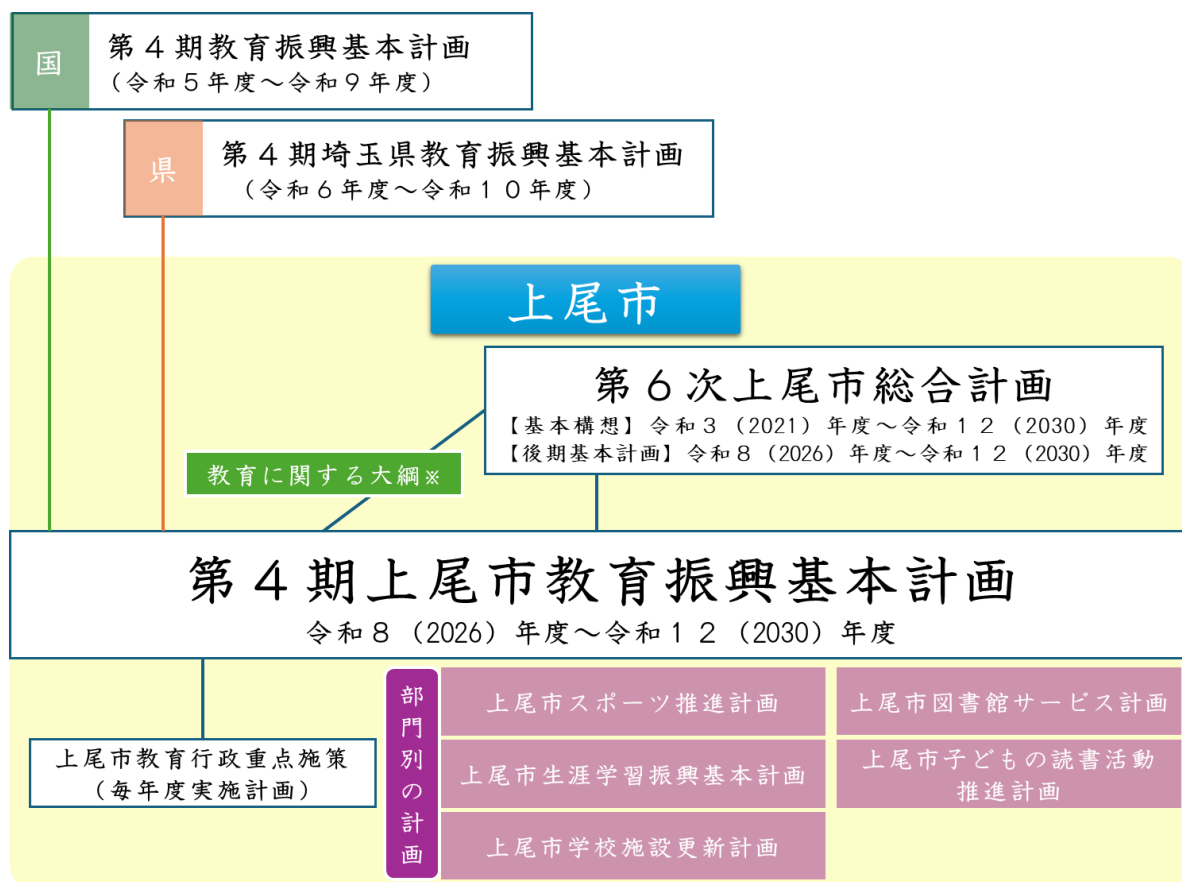 国
第４期教育振興基本計画
（令和５年度～令和９年度）
県
第４期埼玉県教育振興基本計画
（令和６年度～令和１０年度）
上尾市
第６次上尾市総合計画
【基本構想】令和３（2021）年度～令和１２（2030）年度
【後期基本計画】令和８（2026）年度～令和１２（2030）年度
教育に関する大綱※
第４期上尾市教育振興基本計画
令和８（2026）年度～令和１２（2030）年度
上尾市教育行政重点施策
（毎年度実施計画）
部門別の計画
上尾市スポーツ推進計画
上尾市図書館サービス計画
上尾市生涯学習振興基本計画
上尾市子どもの読書活動
推進計画
上尾市学校施設更新計画